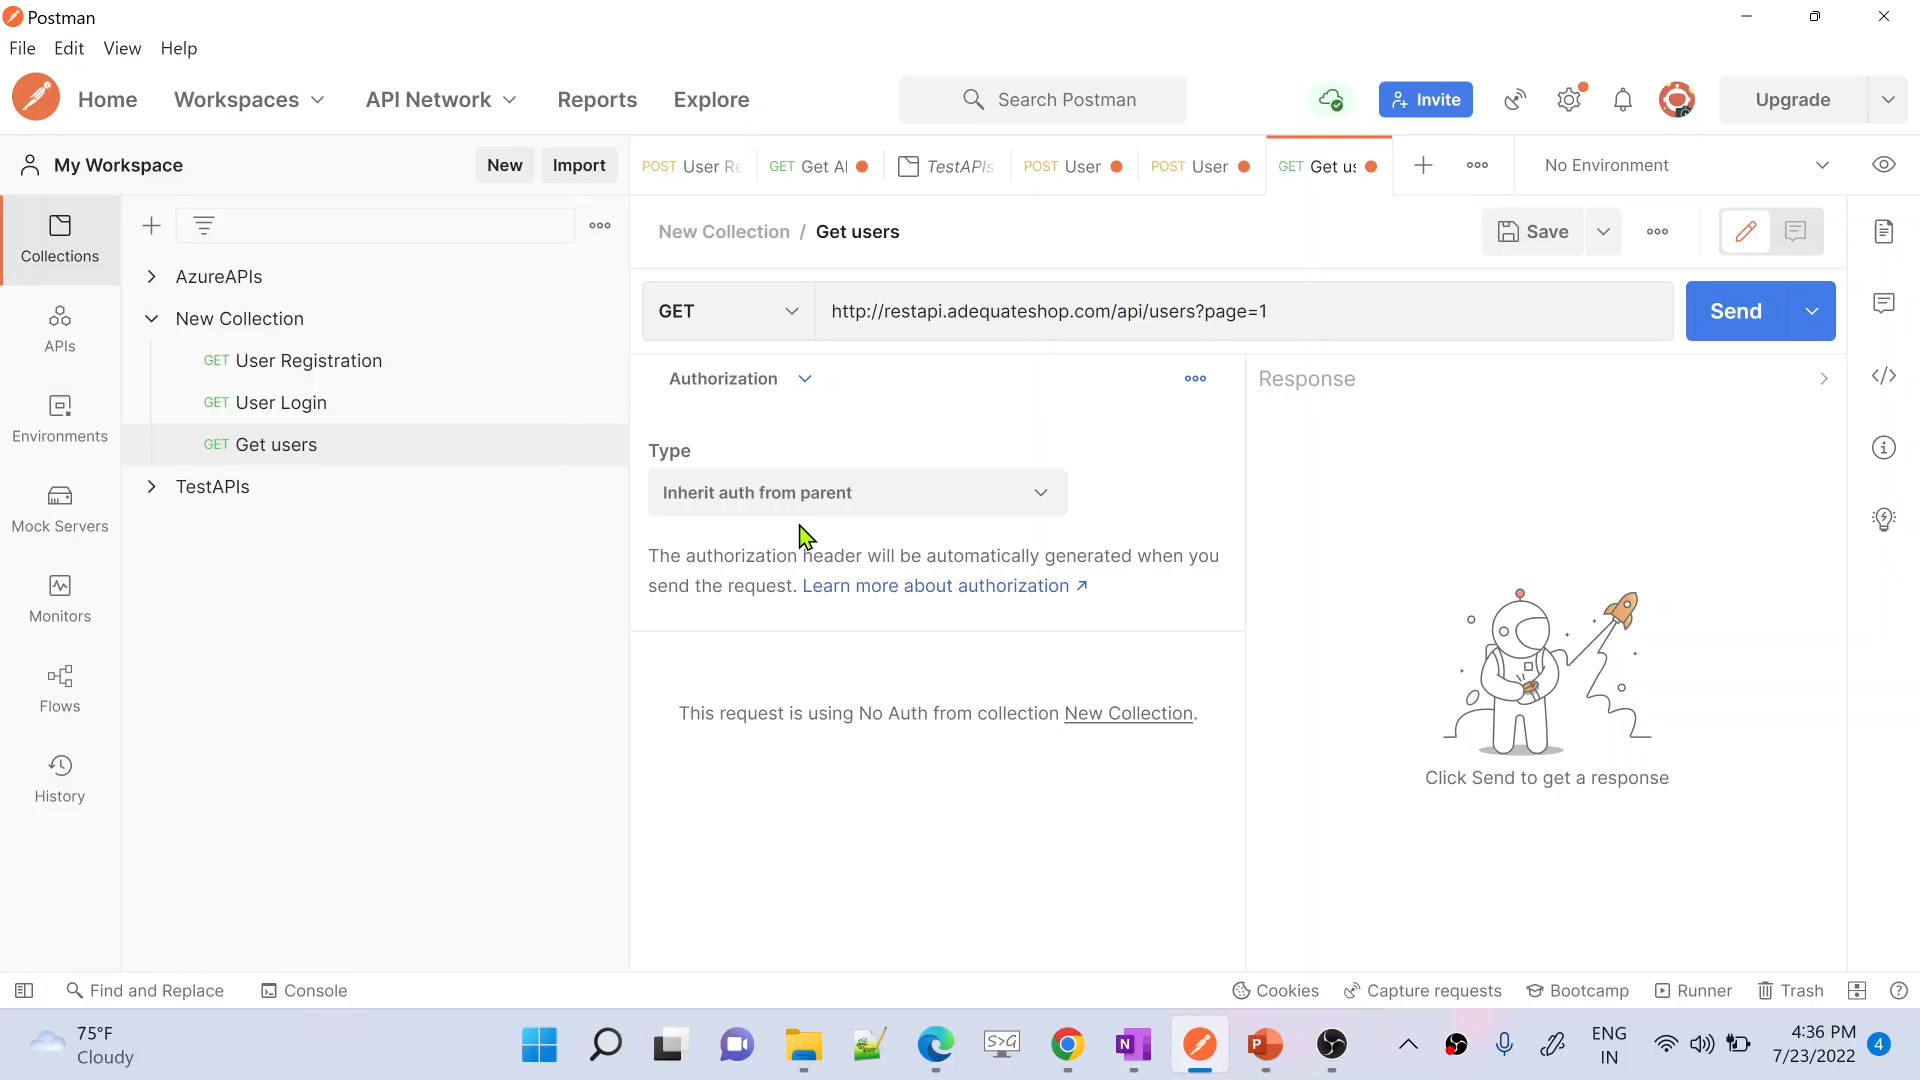 Postman
File Edit View Help
Home Workspaces API Network Reports Explore Search Postman Invite Upgrade
My Workspace New Import POST User Re GET Get Al TestAPIs POST User POST User GET Get us No Environment
Collections
New Collection / Get users Save
AzureAPIs
New Collection
GET http://restapi.adequateshop.com/api/users?page=1 Send
APIs
GET User Registration
Authorization Response
GET User Login
Environments
GET Get users
Type
TestAPIs
Inherit auth from parent
Mock Servers
The authorization header will be automatically generated when you
send the request. Learn more about authorization ↗
Monitors
Flows
This request is using No Auth from collection New Collection.
Click Send to get a response
History
Find and Replace Console Cookies Capture requests Bootcamp Runner Trash
75°F
Cloudy
S>G
N
P
ENG
IN
4:36 PM
7/23/2022
4